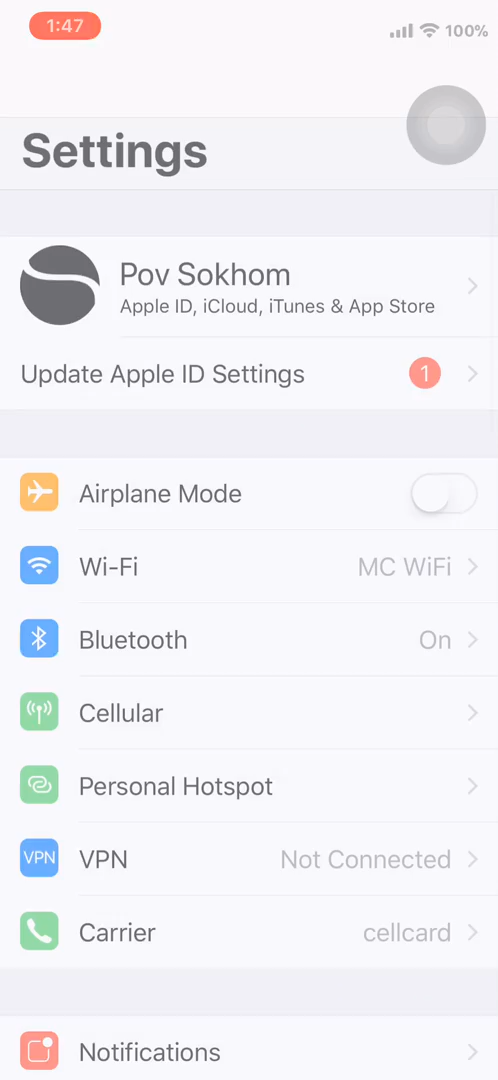 1:47
100%
Settings
Pov Sokhom
Apple ID, iCloud, iTunes & App Store
Update Apple ID Settings
1
Airplane Mode
Wi-Fi
MC WiFi
Bluetooth
On
Cellular
Personal Hotspot
VPN
VPN
Not Connected
Carrier
cellcard
Notifications